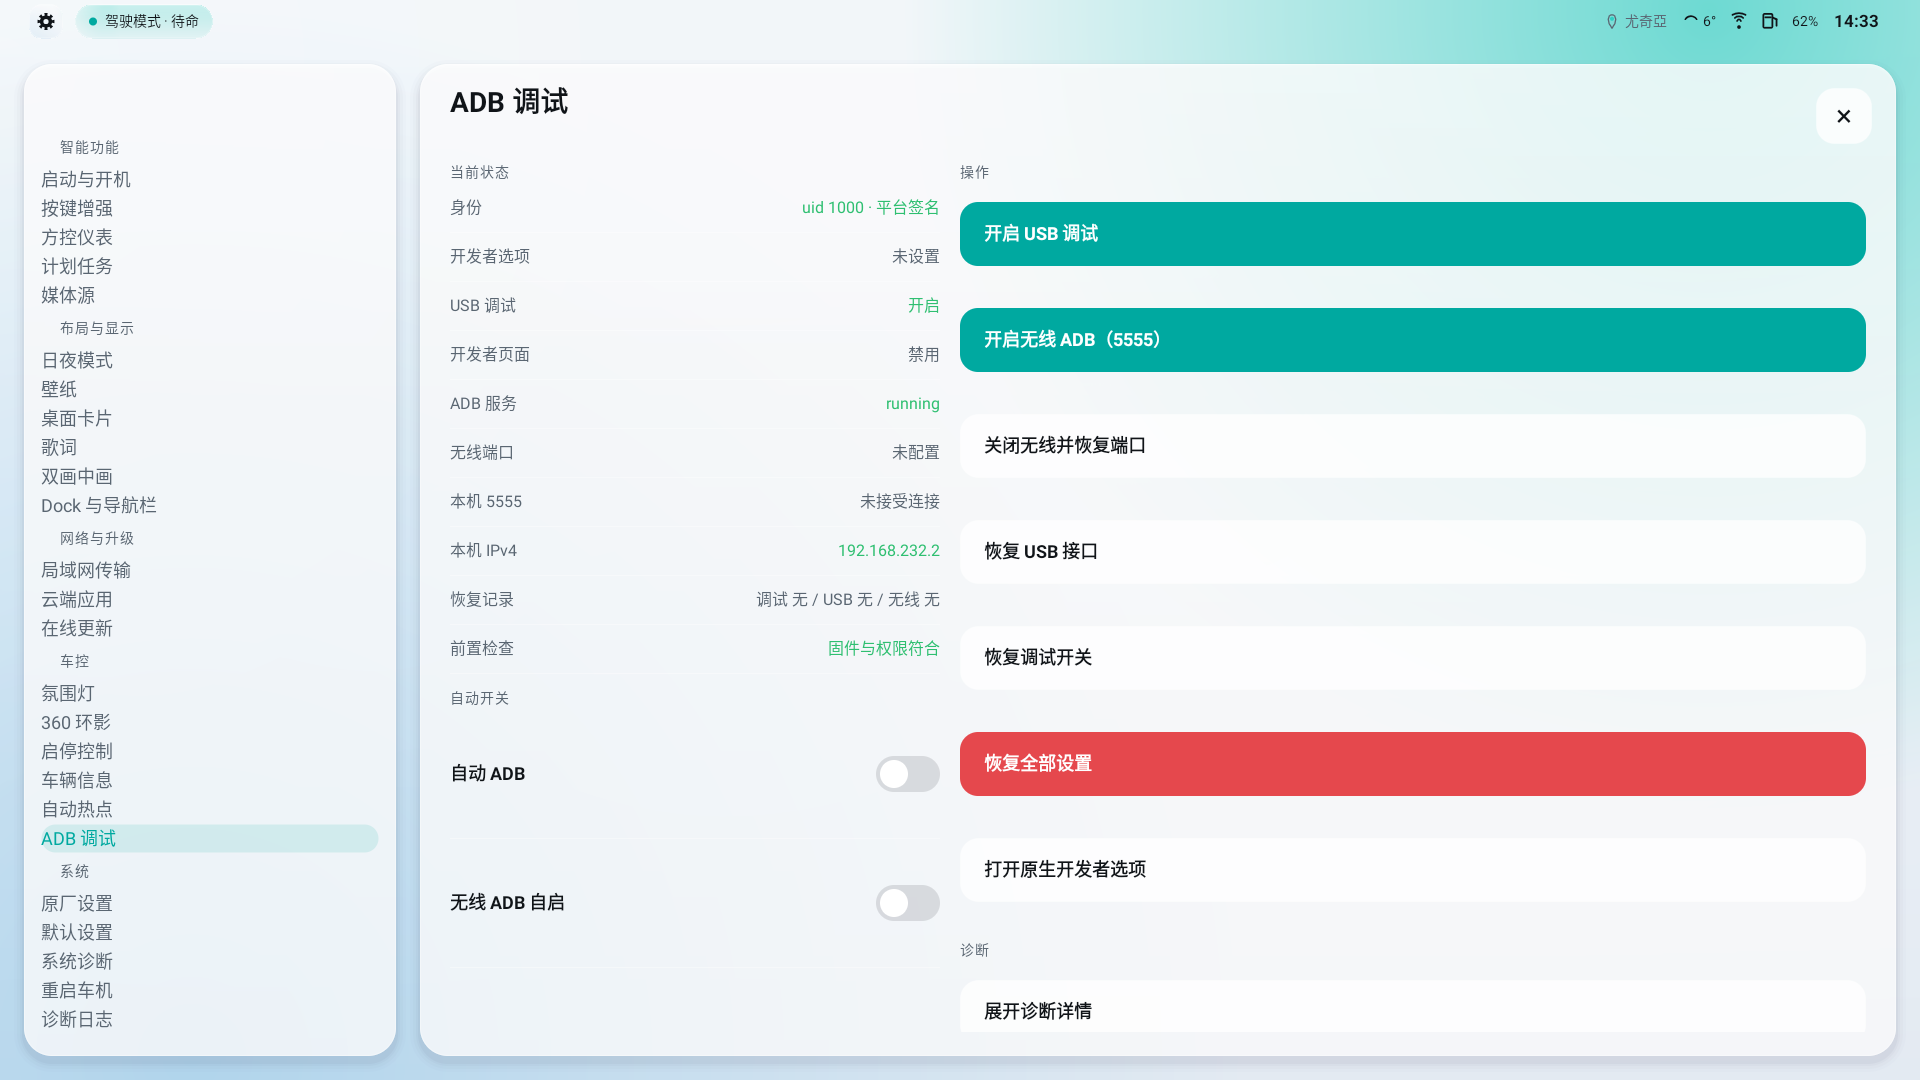 驾驶模式 · 待命
尤奇亞
6°
62%
14:33
智能功能
启动与开机
按键增强
方控仪表
计划任务
媒体源
布局与显示
日夜模式
壁纸
桌面卡片
歌词
双画中画
Dock 与导航栏
网络与升级
局域网传输
云端应用
在线更新
车控
氛围灯
360 环影
启停控制
车辆信息
自动热点
ADB 调试
系统
原厂设置
默认设置
系统诊断
重启车机
诊断日志
ADB 调试
当前状态
身份 uid 1000 · 平台签名
开发者选项 未设置
USB 调试 开启
开发者页面 禁用
ADB 服务 running
无线端口 未配置
本机 5555 未接受连接
本机 IPv4 192.168.232.2
恢复记录 调试 无 / USB 无 / 无线 无
前置检查 固件与权限符合
自动开关
自动 ADB
无线 ADB 自启
操作
开启 USB 调试
开启无线 ADB（5555）
关闭无线并恢复端口
恢复 USB 接口
恢复调试开关
恢复全部设置
打开原生开发者选项
诊断
展开诊断详情